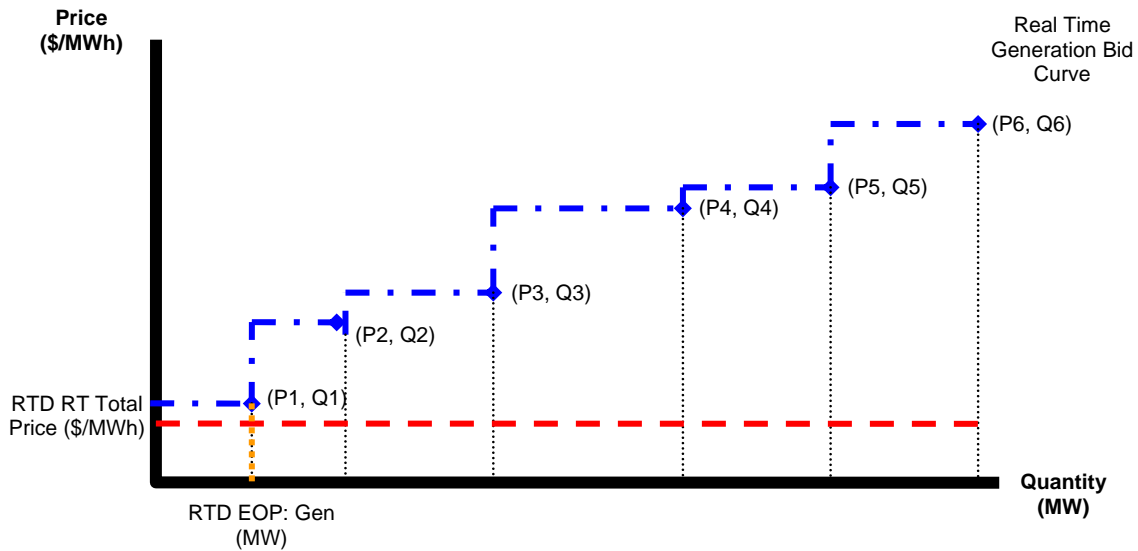 Price
($/MWh)
Real Time
Generation Bid
Curve
(P6, Q6)
(P5, Q5)
(P4, Q4)
(P3, Q3)
(P2, Q2)
(P1, Q1)
RTD RT Total
Price ($/MWh)
Quantity
(MW)
RTD EOP: Gen
(MW)